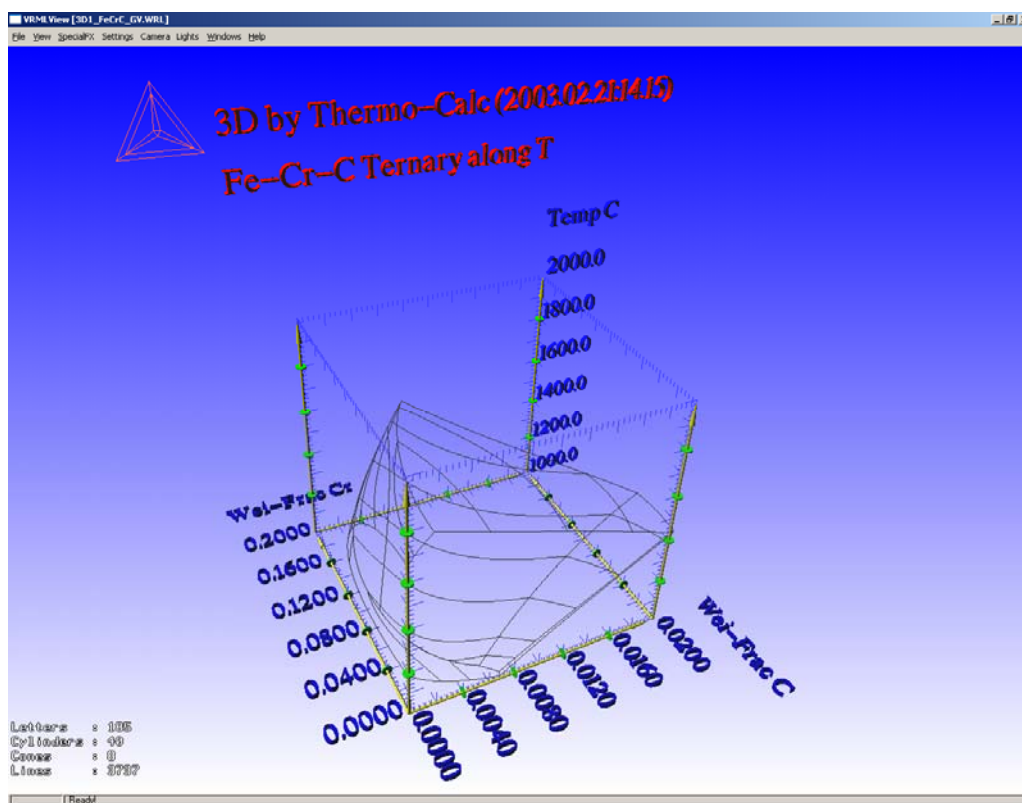 VRMLView [3D1_FeCrC_GV.WRL]
File View SpecialFX Settings Camera Lights Windows Help
3D by Thermo-Calc (2003.02.21:14.15)
Fe-Cr-C Ternary along T
Temp C
2000.0
1800.0
1600.0
1400.0
1200.0
1000.0
Wei-Frac Cr
0.2000
0.1600
0.1200
0.0800
0.0400
0.0000
0.0000
0.0040
0.0080
0.0120
0.0160
0.0200
Wei-Frac C
Letters : 105
Cylinders : 40
Cones : 0
Lines : 3737
Ready!